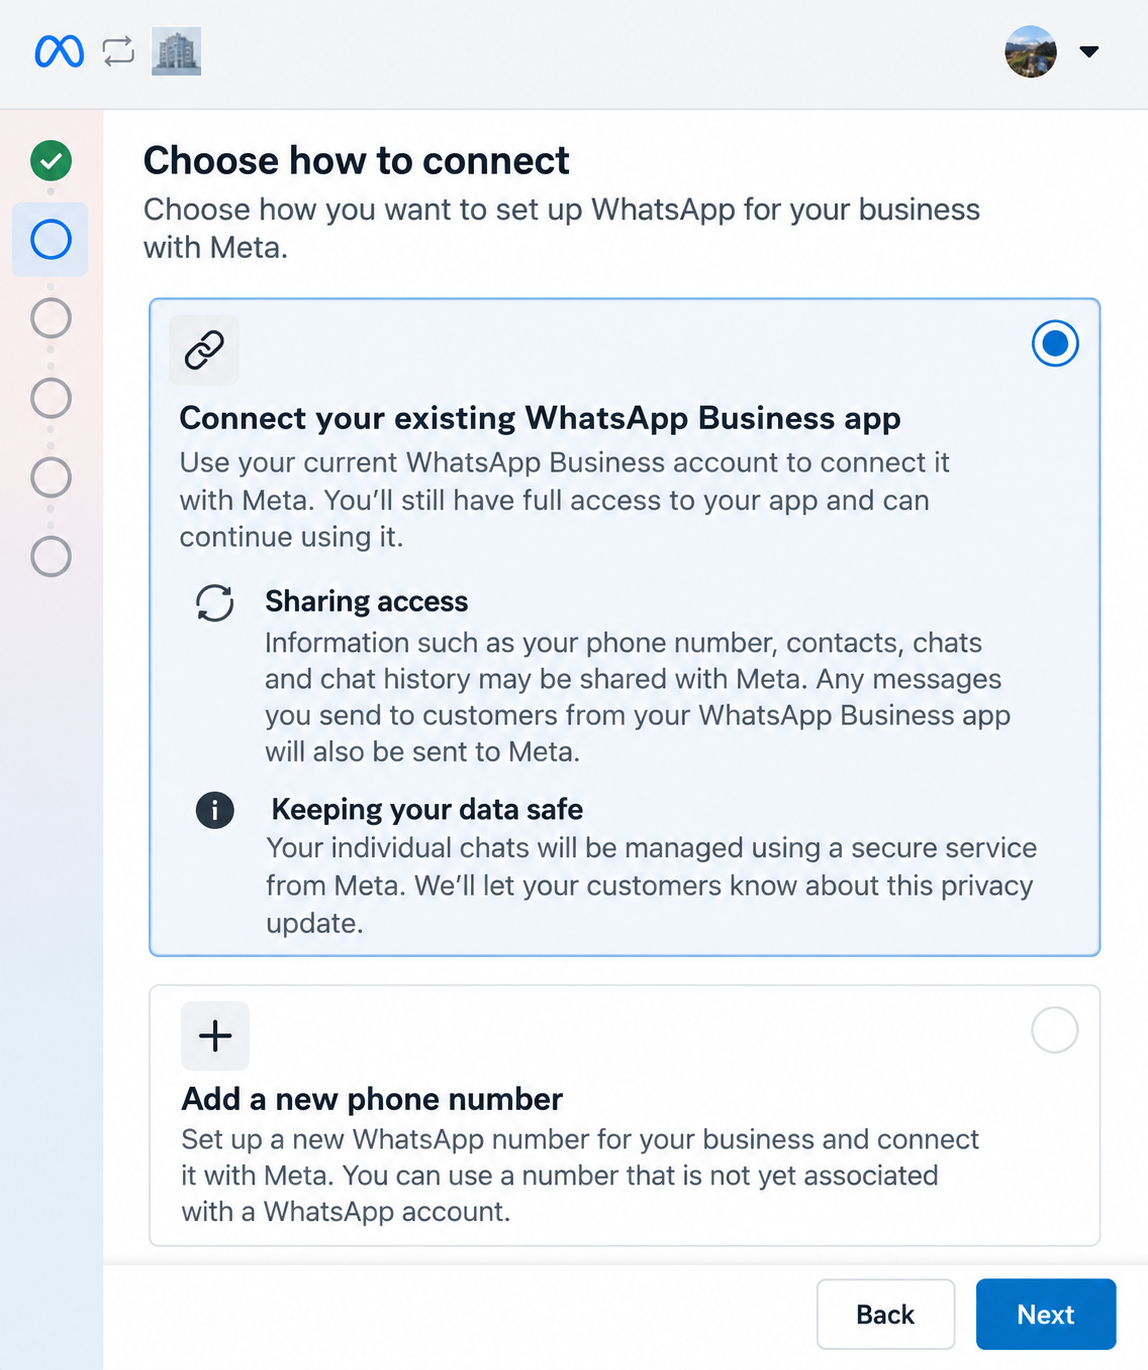 Choose how to connect
Choose how you want to set up WhatsApp for your business
with Meta.
Connect your existing WhatsApp Business app
Use your current WhatsApp Business account to connect it
with Meta. You’ll still have full access to your app and can
continue using it.
Sharing access
Information such as your phone number, contacts, chats
and chat history may be shared with Meta. Any messages
you send to customers from your WhatsApp Business app
will also be sent to Meta.
Keeping your data safe
Your individual chats will be managed using a secure service
from Meta. We’ll let your customers know about this privacy
update.
Add a new phone number
Set up a new WhatsApp number for your business and connect
it with Meta. You can use a number that is not yet associated
with a WhatsApp account.
Back
Next